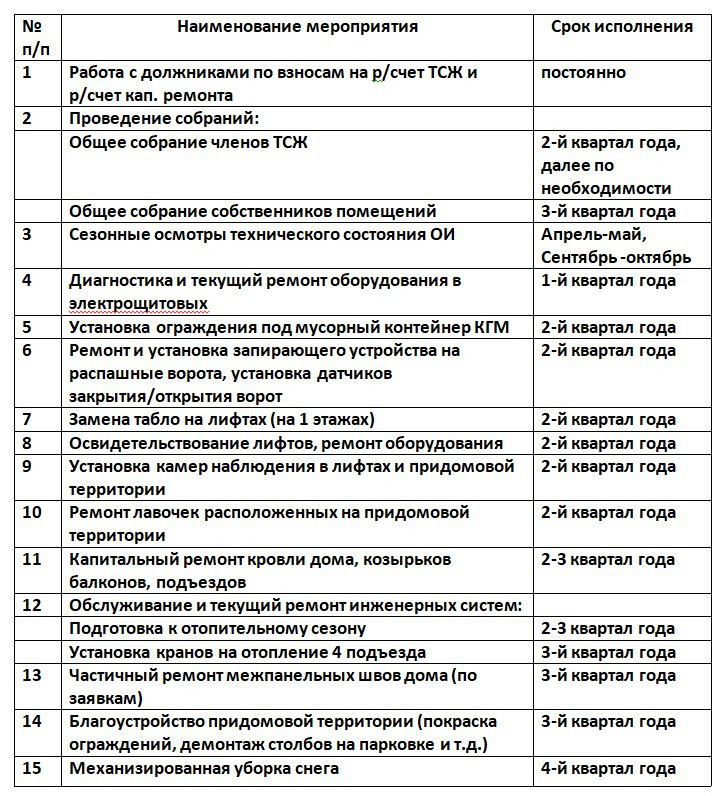 № Наименование мероприятия Срок исполнения
п/п
1 Работа с должниками по взносам на р/счет ТСЖ и постоянно
р/счет кап. ремонта
2 Проведение собраний:
Общее собрание членов ТСЖ 2-й квартал года,
далее по
необходимости
Общее собрание собственников помещений 3-й квартал года
3 Сезонные осмотры технического состояния ОИ Апрель-май,
Сентябрь -октябрь
4 Диагностика и текущий ремонт оборудования в 1-й квартал года
электрощитовых
5 Установка ограждения под мусорный контейнер КГМ 2-й квартал года
6 Ремонт и установка запирающего устройства на 2-й квартал года
распашные ворота, установка датчиков
закрытия/открытия ворот
7 Замена табло на лифтах (на 1 этажах) 2-й квартал года
8 Освидетельствование лифтов, ремонт оборудования 2-й квартал года
9 Установка камер наблюдения в лифтах и придомовой 2-й квартал года
территории
10 Ремонт лавочек расположенных на придомовой 2-й квартал года
территории
11 Капитальный ремонт кровли дома, козырьков 2-3 квартал года
балконов, подъездов
12 Обслуживание и текущий ремонт инженерных систем:
Подготовка к отопительному сезону 2-3 квартал года
Установка кранов на отопление 4 подъезда 3-й квартал года
13 Частичный ремонт межпанельных швов дома (по 3-й квартал года
заявкам)
14 Благоустройство придомовой территории (покраска 3-й квартал года
ограждений, демонтаж столбов на парковке и т.д.)
15 Механизированная уборка снега 4-й квартал года